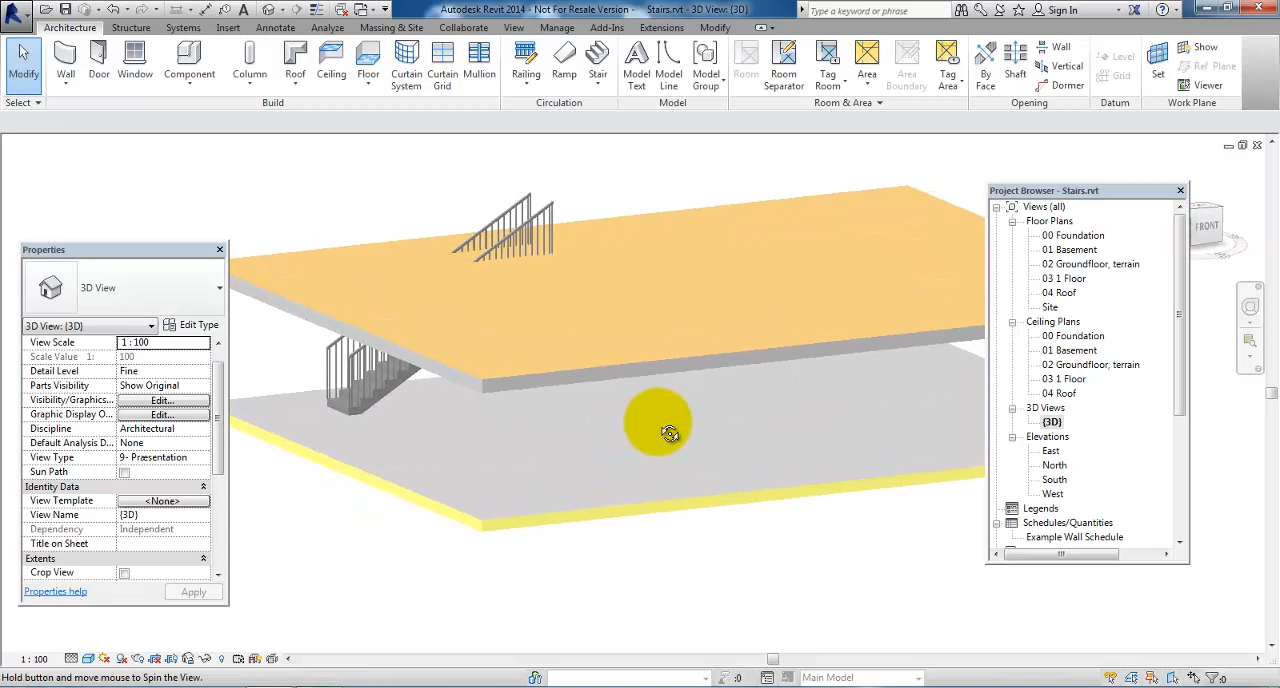 Autodesk Revit 2014 - Not For Resale Version - Stairs.rvt - 3D View: {3D}
Type a keyword or phrase
Sign In
Architecture Structure Systems Insert Annotate Analyze Massing & Site Collaborate View Manage Add-Ins Extensions Modify
Modify Wall Door Window Component Column Roof Ceiling Floor Curtain System Curtain Grid Mullion Railing Ramp Stair Model Text Model Line Model Group Room Room Separator Tag Room Area Area Boundary Tag Area By Face Shaft Wall Vertical Dormer Level Grid Set Show Ref Plane Viewer
Select Build Circulation Model Room & Area Opening Datum Work Plane
Properties
3D View
3D View: {3D} Edit Type
View Scale 1 : 100
Scale Value 1: 100
Detail Level Fine
Parts Visibility Show Original
Visibility/Graphics... Edit...
Graphic Display O... Edit...
Discipline Architectural
Default Analysis D... None
View Type 9- Præsentation
Sun Path
Identity Data
View Template <None>
View Name {3D}
Dependency Independent
Title on Sheet
Extents
Crop View
Properties help Apply
Project Browser - Stairs.rvt
Views (all)
Floor Plans
00 Foundation
01 Basement
02 Groundfloor, terrain
03 1 Floor
04 Roof
Site
Ceiling Plans
00 Foundation
01 Basement
02 Groundfloor, terrain
03 1 Floor
04 Roof
3D Views
{3D}
Elevations
East
North
South
West
Legends
Schedules/Quantities
Example Wall Schedule
FRONT
1 : 100
Hold button and move mouse to Spin the View.
:0
Main Model
:0